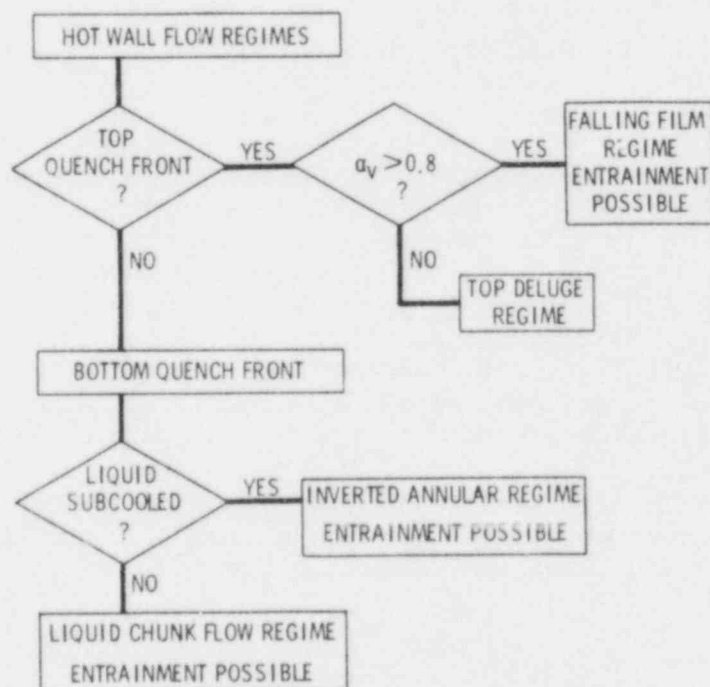 HOT WALL FLOW REGIMES
TOP
QUENCH FRONT
?
YES
αv > 0.8
?
YES
FALLING FILM
REGIME
ENTRAINMENT
POSSIBLE
NO
NO
TOP DELUGE
REGIME
BOTTOM QUENCH FRONT
LIQUID
SUBCOOLED
?
YES
INVERTED ANNULAR REGIME
ENTRAINMENT POSSIBLE
NO
LIQUID CHUNK FLOW REGIME
ENTRAINMENT POSSIBLE